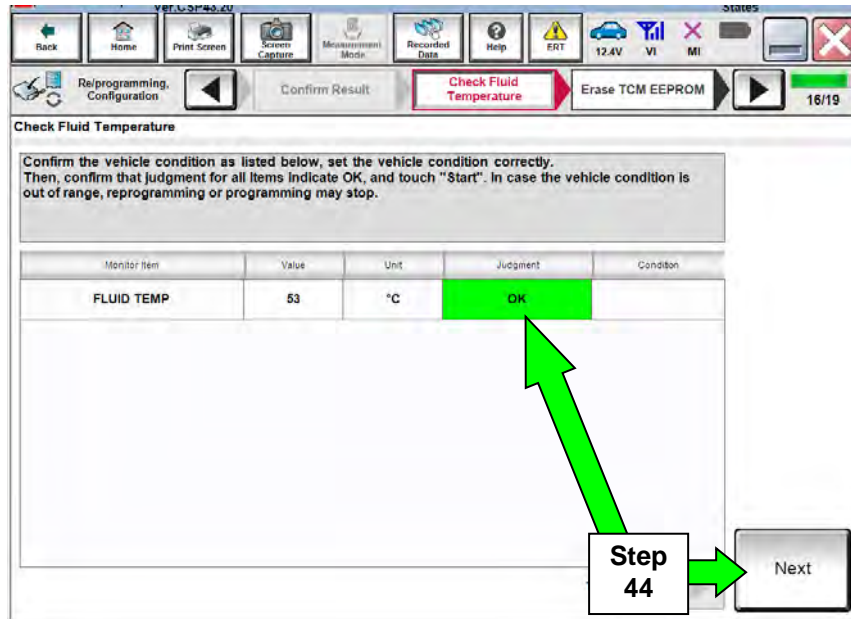 Ver.CSP43.20
States
Back
Home
Print Screen
Screen
Capture
Measurement
Mode
Recorded
Data
Help
ERT
12.4V
VI
MI
Re/programming,
Configuration
Confirm Result
Check Fluid
Temperature
Erase TCM EEPROM
16/19
Check Fluid Temperature
Confirm the vehicle condition as listed below, set the vehicle condition correctly.
Then, confirm that judgment for all items indicate OK, and touch "Start". In case the vehicle condition is
out of range, reprogramming or programming may stop.
Monitor Item
Value
Unit
Judgment
Condition
FLUID TEMP
53
°C
OK
Step
44
Next